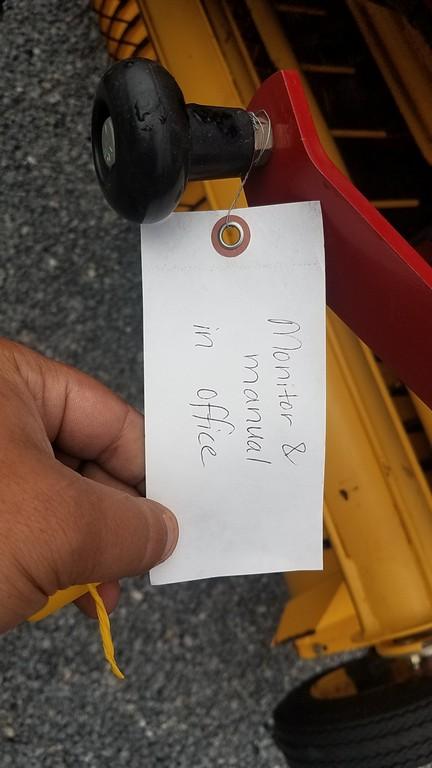 Monitor &
manual
in office